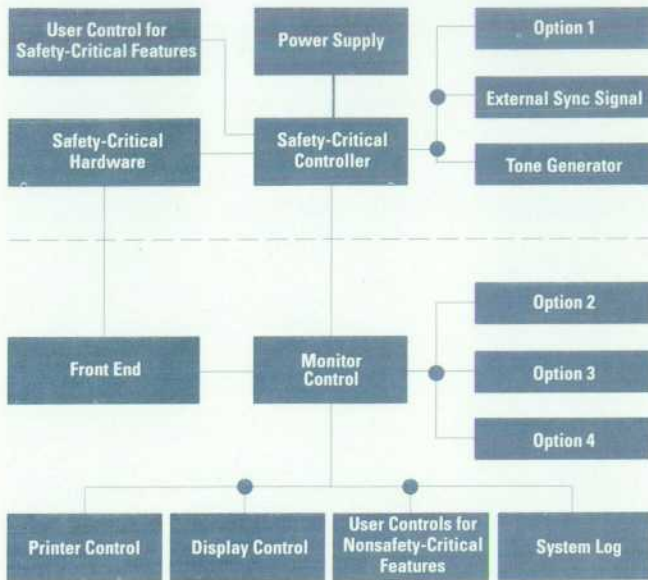 User Control for
Safety-Critical Features
Power Supply
Option 1
External Sync Signal
Safety-Critical
Hardware
Safety-Critical
Controller
Tone Generator
Option 2
Front End
Monitor
Control
Option 3
Option 4
Printer Control
Display Control
User Controls for
Nonsafety-Critical
Features
System Log